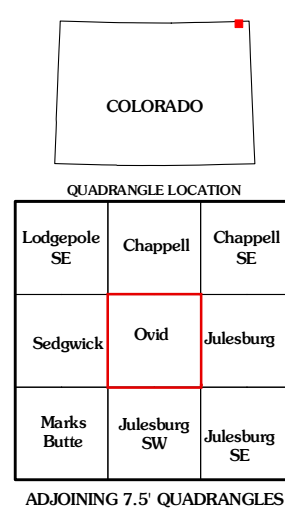 COLORADO
QUADRANGLE LOCATION
Lodgepole
SE
Chappell
Chappell
SE
Sedgwick
Ovid
Julesburg
Marks
Butte
Julesburg
SW
Julesburg
SE
ADJOINING 7.5' QUADRANGLES